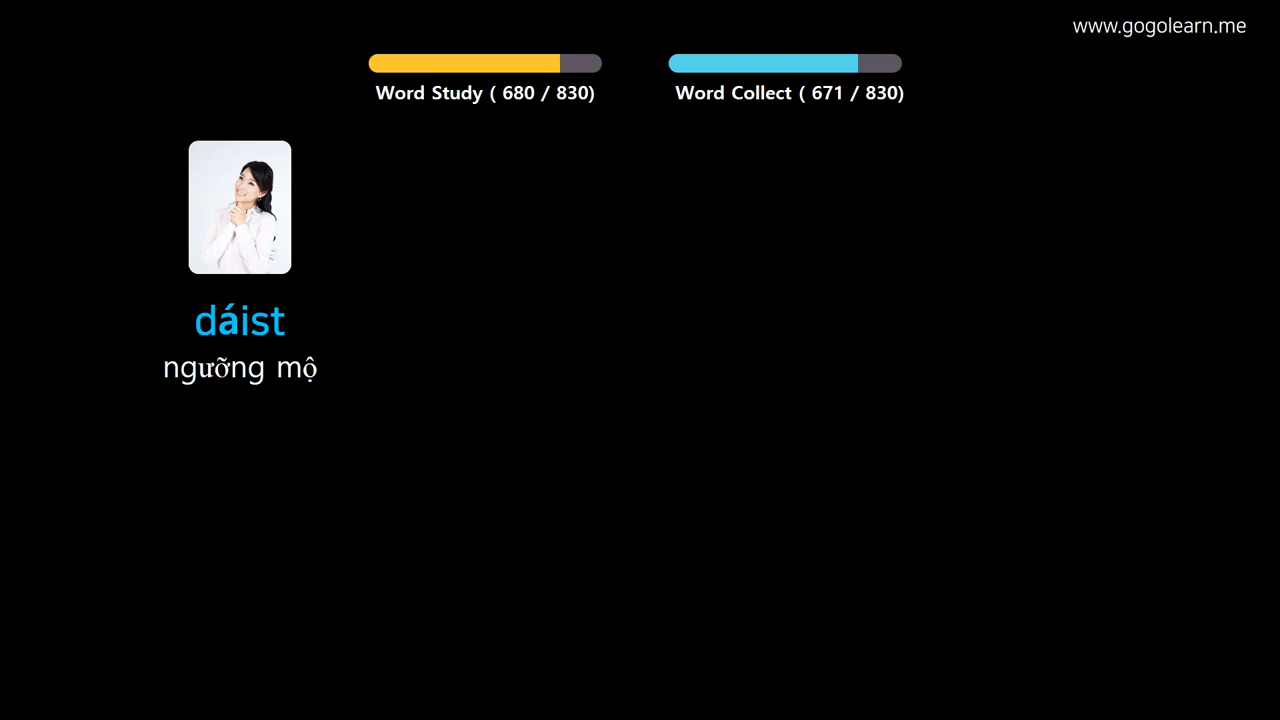 www.gogolearn.me
Word Study ( 680 / 830)
Word Collect ( 671 / 830)
dáist
ngưỡng mộ